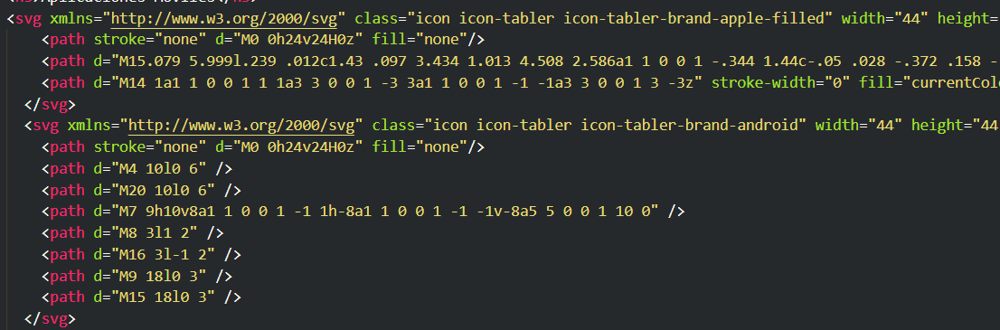 <svg xmlns="http://www.w3.org/2000/svg" class="icon icon-tabler icon-tabler-brand-apple-filled" width="44" height=
<path stroke="none" d="M0 0h24v24H0z" fill="none"/>
<path d="M15.079 5.999l.239 .012c1.43 .097 3.434 1.013 4.508 2.586a1 1 0 0 1 -.344 1.44c-.05 .028 -.372 .158 -
<path d="M14 1a1 1 0 0 1 1 1a3 3 0 0 1 -3 3a1 1 0 0 1 -1 -1a3 3 0 0 1 3 -3z" stroke-width="0" fill="currentColo
</svg>
<svg xmlns="http://www.w3.org/2000/svg" class="icon icon-tabler icon-tabler-brand-android" width="44" height="44
<path stroke="none" d="M0 0h24v24H0z" fill="none"/>
<path d="M4 10l0 6" />
<path d="M20 10l0 6" />
<path d="M7 9h10v8a1 1 0 0 1 -1 1h-8a1 1 0 0 1 -1 -1v-8a5 5 0 0 1 10 0" />
<path d="M8 3l1 2" />
<path d="M16 3l-1 2" />
<path d="M9 18l0 3" />
<path d="M15 18l0 3" />
</svg>